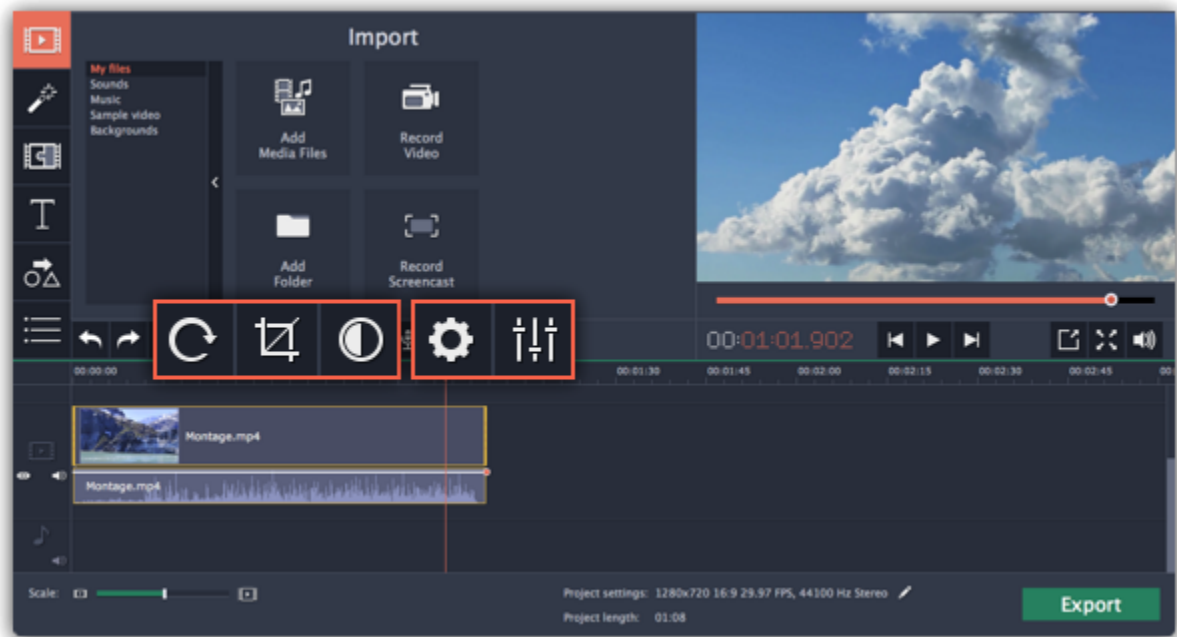 Import
My files
Sounds
Music
Sample video
Backgrounds
Add
Media Files
Record
Video
Add
Folder
Record
Screencast
T
00:01:01.902
00:00:00
00:01:30
00:01:45
00:02:00
00:02:15
00:02:30
00:02:45
Montage.mp4
Montage.mp4
Scale:
Project settings: 1280x720 16:9 29.97 FPS, 44100 Hz Stereo
Project length: 01:08
Export